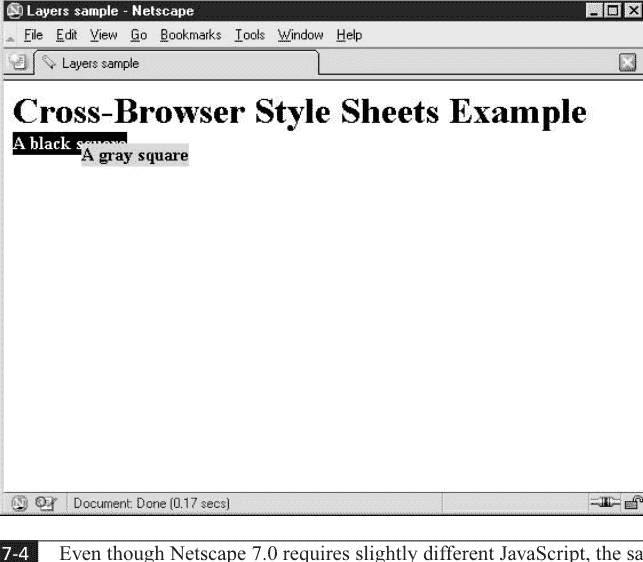 Layers sample - Netscape
File Edit View Go Bookmarks Tools Window Help
Layers sample
Cross-Browser Style Sheets Example
A black square
A gray square
Document: Done (0.17 secs)
7-4 Even though Netscape 7.0 requires slightly different JavaScript, the sa